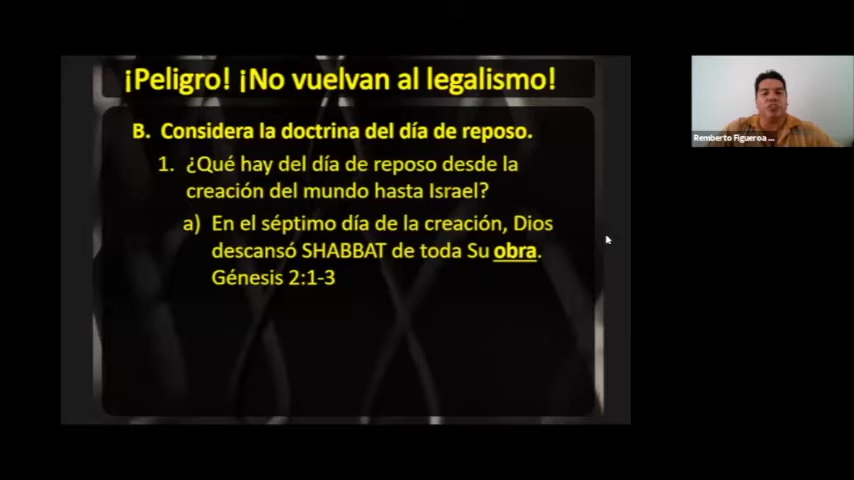 ¡Peligro! ¡No vuelvan al legalismo!
B. Considera la doctrina del día de reposo.
1. ¿Qué hay del día de reposo desde la
creación del mundo hasta Israel?
a) En el séptimo día de la creación, Dios
descansó SHABBAT de toda Su obra.
Génesis 2:1-3
Remberto Figueroa ...